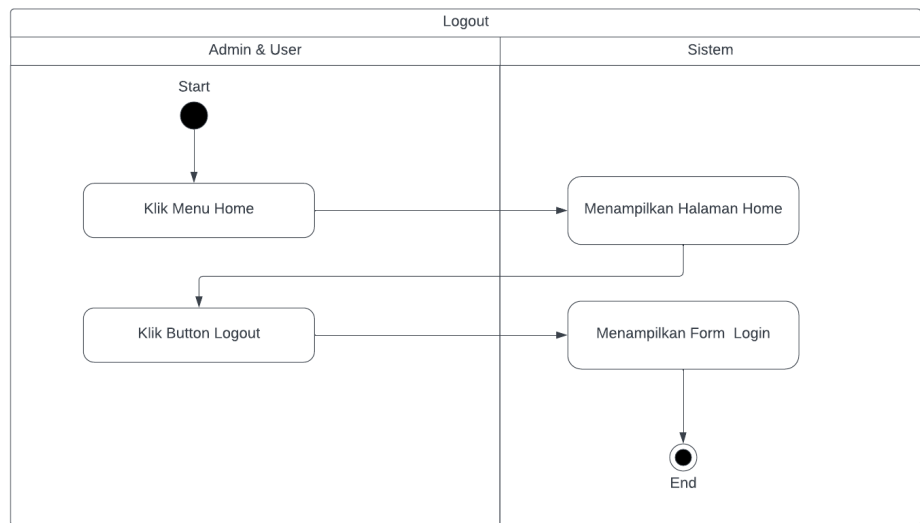 Logout
Admin & User
Sistem
Start
Klik Menu Home
Menampilkan Halaman Home
Klik Button Logout
Menampilkan Form Login
End